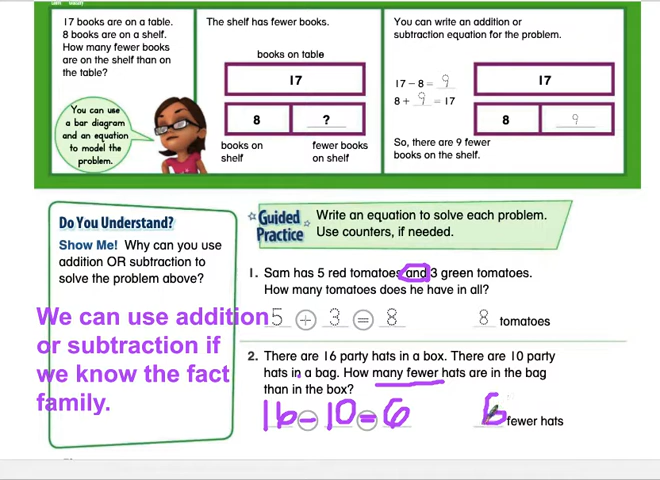 17 books are on a table.
8 books are on a shelf.
How many fewer books
are on the shelf than on
the table?
You can use
a bar diagram
and an equation
to model the
problem.
The shelf has fewer books.
books on table
17
8 ?
books on shelf
fewer books on shelf
You can write an addition or
subtraction equation for the problem.
17 − 8 = 9
8 + 9 = 17
17
8 9
So, there are 9 fewer
books on the shelf.
Do You Understand?
Show Me! Why can you use
addition OR subtraction to
solve the problem above?
We can use addition
or subtraction if
we know the fact
family.
Guided
Practice
Write an equation to solve each problem.
Use counters, if needed.
1. Sam has 5 red tomatoes and 3 green tomatoes.
How many tomatoes does he have in all?
5 + 3 = 8 8 tomatoes
2. There are 16 party hats in a box. There are 10 party
hats in a bag. How many fewer hats are in the bag
than in the box?
16 − 10 = 6 6 fewer hats